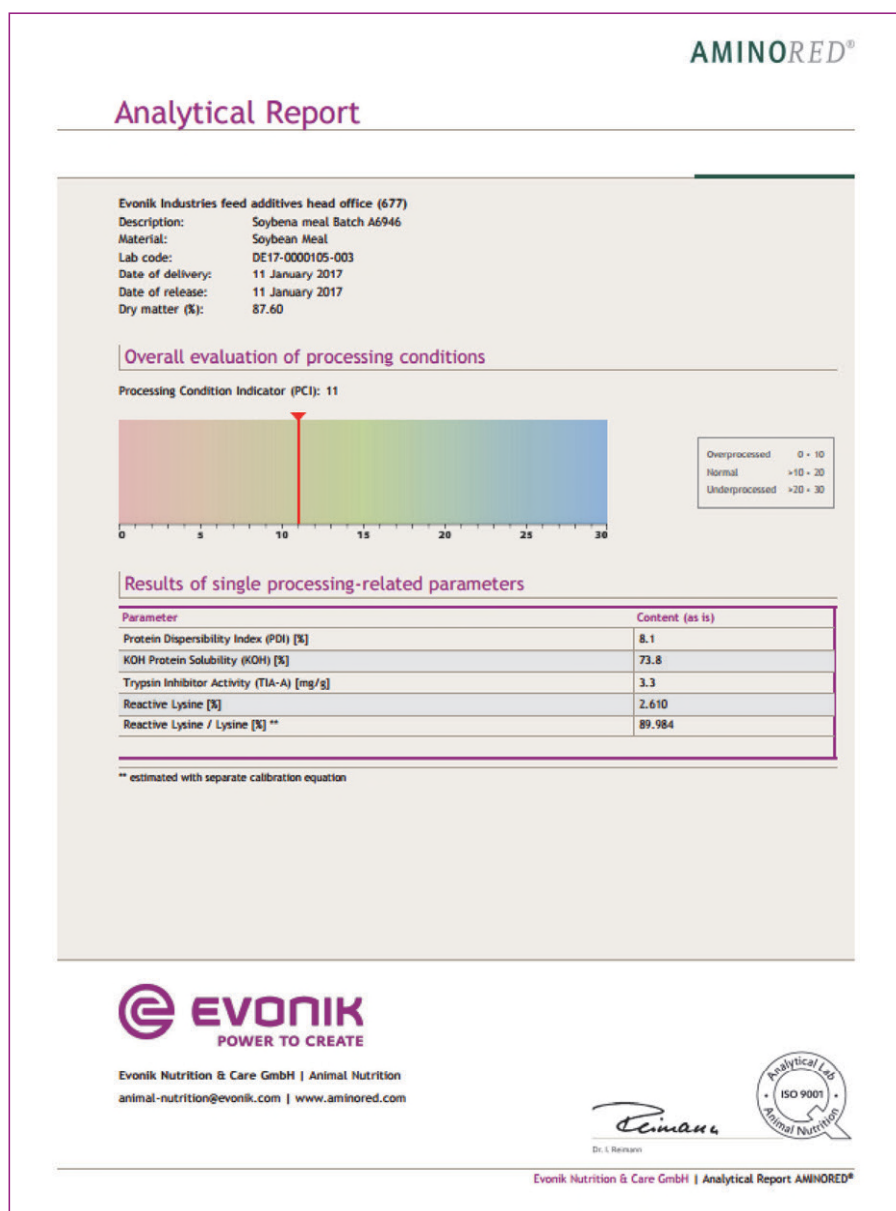 AMINORED®
Analytical Report
Evonik Industries feed additives head office (677)
Description: Soybena meal Batch A6946
Material: Soybean Meal
Lab code: DE17-0000105-003
Date of delivery: 11 January 2017
Date of release: 11 January 2017
Dry matter (%): 87.60
Overall evaluation of processing conditions
Processing Condition Indicator (PCI): 11
Overprocessed 0 - 10
Normal >10 - 20
Underprocessed >20 - 30
0 5 10 15 20 25 30
Results of single processing-related parameters
Parameter Content (as is)
Protein Dispersibility Index (PDI) [%] 8.1
KOH Protein Solubility (KOH) [%] 73.8
Trypsin Inhibitor Activity (TIA-A) [mg/g] 3.3
Reactive Lysine [%] 2.610
Reactive Lysine / Lysine [%] ** 89.984
** estimated with separate calibration equation
EVONIK
POWER TO CREATE
Evonik Nutrition & Care GmbH | Animal Nutrition
animal-nutrition@evonik.com | www.aminored.com
Analytical Lab
ISO 9001
Animal Nutrition
Reimann
Dr. I. Reimann
Evonik Nutrition & Care GmbH | Analytical Report AMINORED®